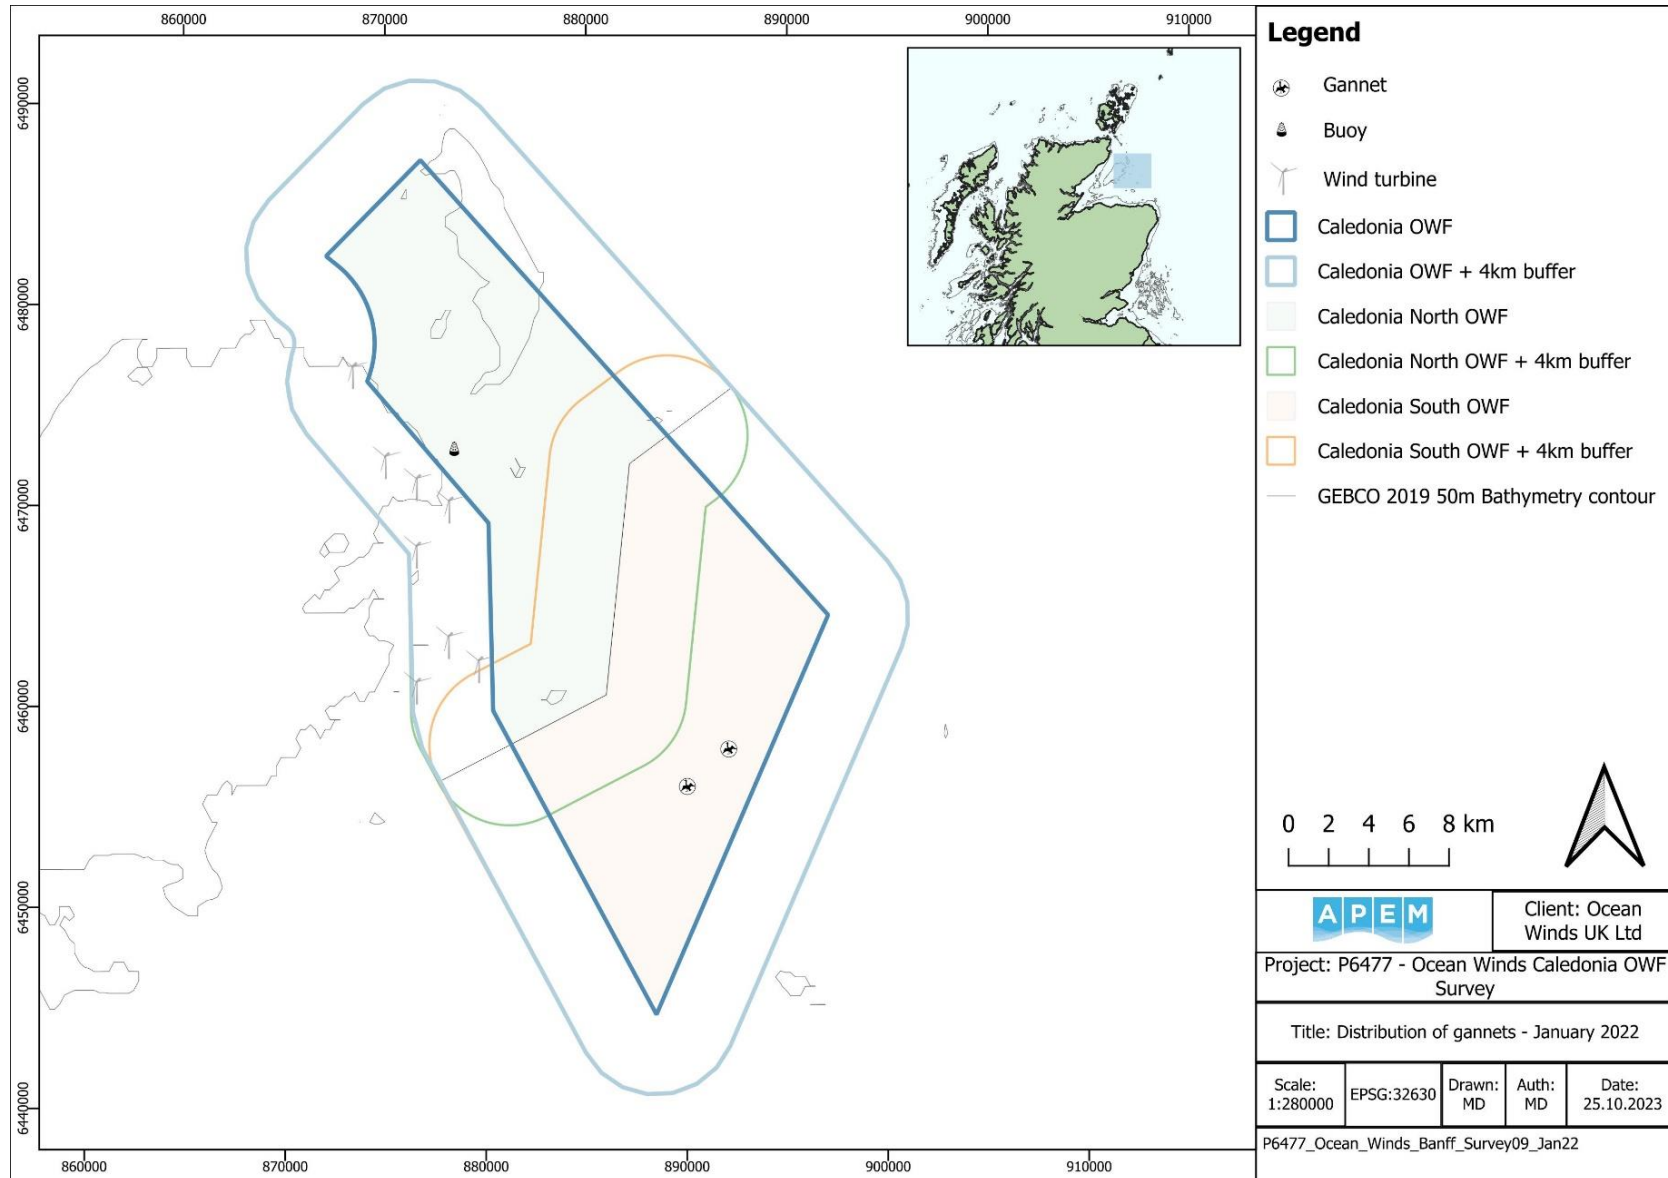 860000 870000 880000 890000 900000 910000
6490000
6480000
6470000
6460000
6450000
6440000
860000 870000 880000 890000 900000 910000
Legend
Gannet
Buoy
Wind turbine
Caledonia OWF
Caledonia OWF + 4km buffer
Caledonia North OWF
Caledonia North OWF + 4km buffer
Caledonia South OWF
Caledonia South OWF + 4km buffer
GEBCO 2019 50m Bathymetry contour
0 2 4 6 8 km
APEM
Client: Ocean
Winds UK Ltd
Project: P6477 - Ocean Winds Caledonia OWF
Survey
Title: Distribution of gannets - January 2022
Scale:
1:280000
EPSG:32630
Drawn:
MD
Auth:
MD
Date:
25.10.2023
P6477_Ocean_Winds_Banff_Survey09_Jan22